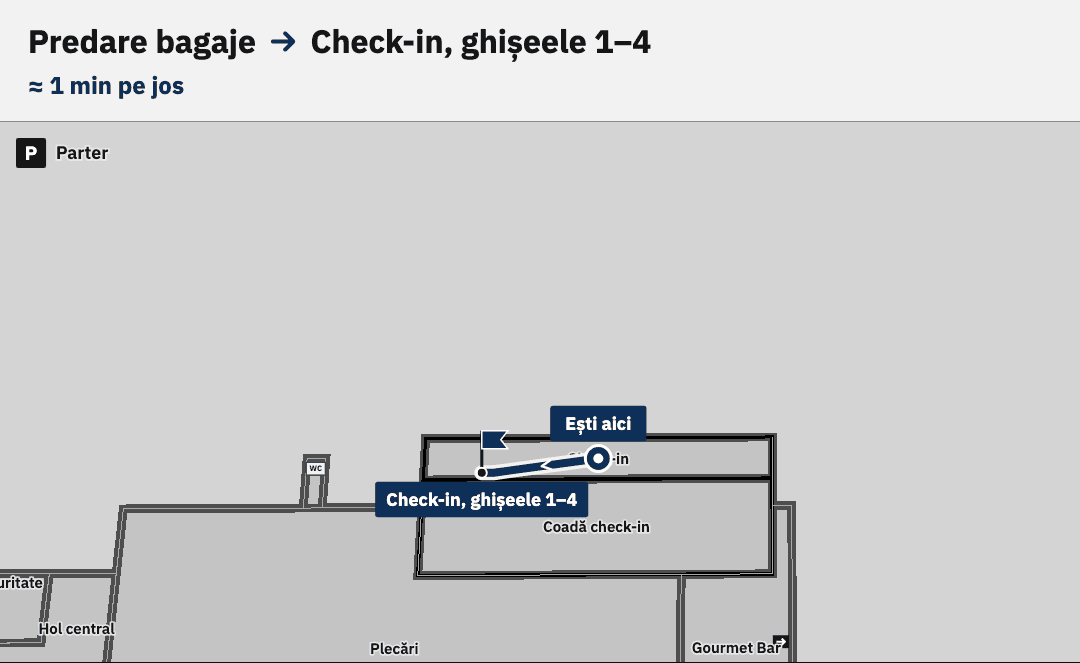 Predare bagaje → Check-in, ghișeele 1–4
≈ 1 min pe jos
P Parter
Ești aici
-in
WC
Check-in, ghișeele 1–4
Coadă check-in
uritate
Hol central
Plecări
Gourmet Bar